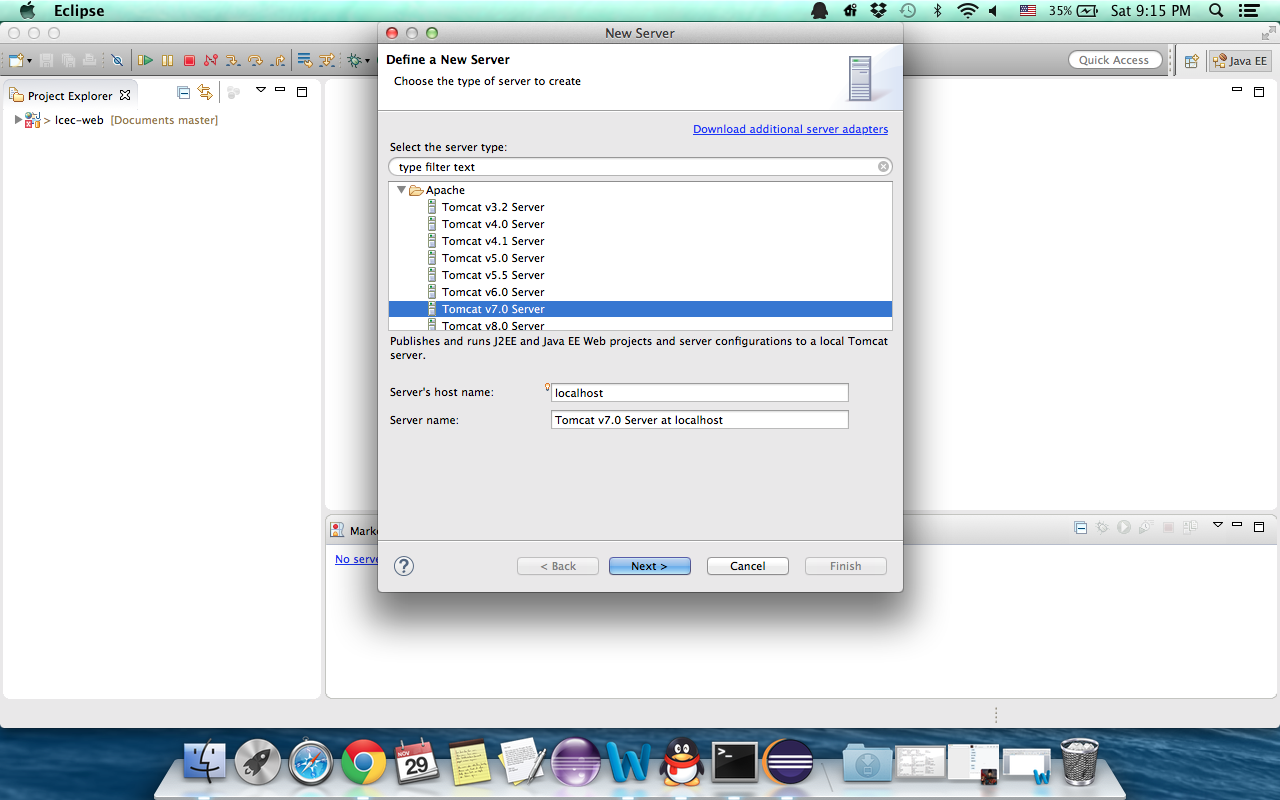 Eclipse
35%
Sat 9:15 PM
New Server
Quick Access
Java EE
Define a New Server
Choose the type of server to create
Project Explorer
> lcec-web [Documents master]
Download additional server adapters
Select the server type:
type filter text
Apache
Tomcat v3.2 Server
Tomcat v4.0 Server
Tomcat v4.1 Server
Tomcat v5.0 Server
Tomcat v5.5 Server
Tomcat v6.0 Server
Tomcat v7.0 Server
Tomcat v8.0 Server
Publishes and runs J2EE and Java EE Web projects and server configurations to a local Tomcat
server.
Server's host name:
localhost
Server name:
Tomcat v7.0 Server at localhost
Mark
No serve
?
< Back
Next >
Cancel
Finish
NOV
29